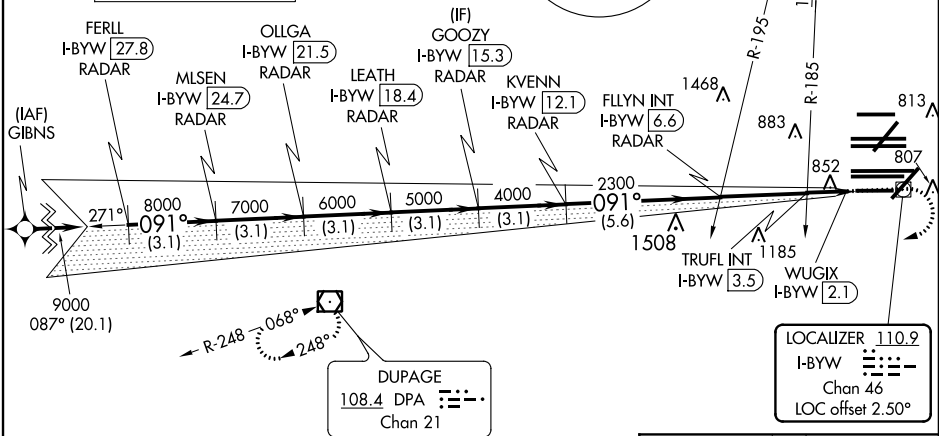 FERLL
I-BYW 27.8
RADAR
MLSEN
I-BYW 24.7
RADAR
OLLGA
I-BYW 21.5
RADAR
LEATH
I-BYW 18.4
RADAR
(IF)
GOOZY
I-BYW 15.3
RADAR
KVENN
I-BYW 12.1
RADAR
FLLYN INT
I-BYW 6.6
RADAR
R-195
R-185
1468
883
813
852
807
(IAF)
GIBNS
271°
8000
091°
(3.1)
7000
(3.1)
6000
(3.1)
5000
(3.1)
4000
(3.1)
2300
091°
(5.6)
1508
1185
9000
087° (20.1)
TRUFL INT
I-BYW 3.5
WUGIX
I-BYW 2.1
R-248
068°
248°
DUPAGE
108.4 DPA
Chan 21
LOCALIZER 110.9
I-BYW
Chan 46
LOC offset 2.50°